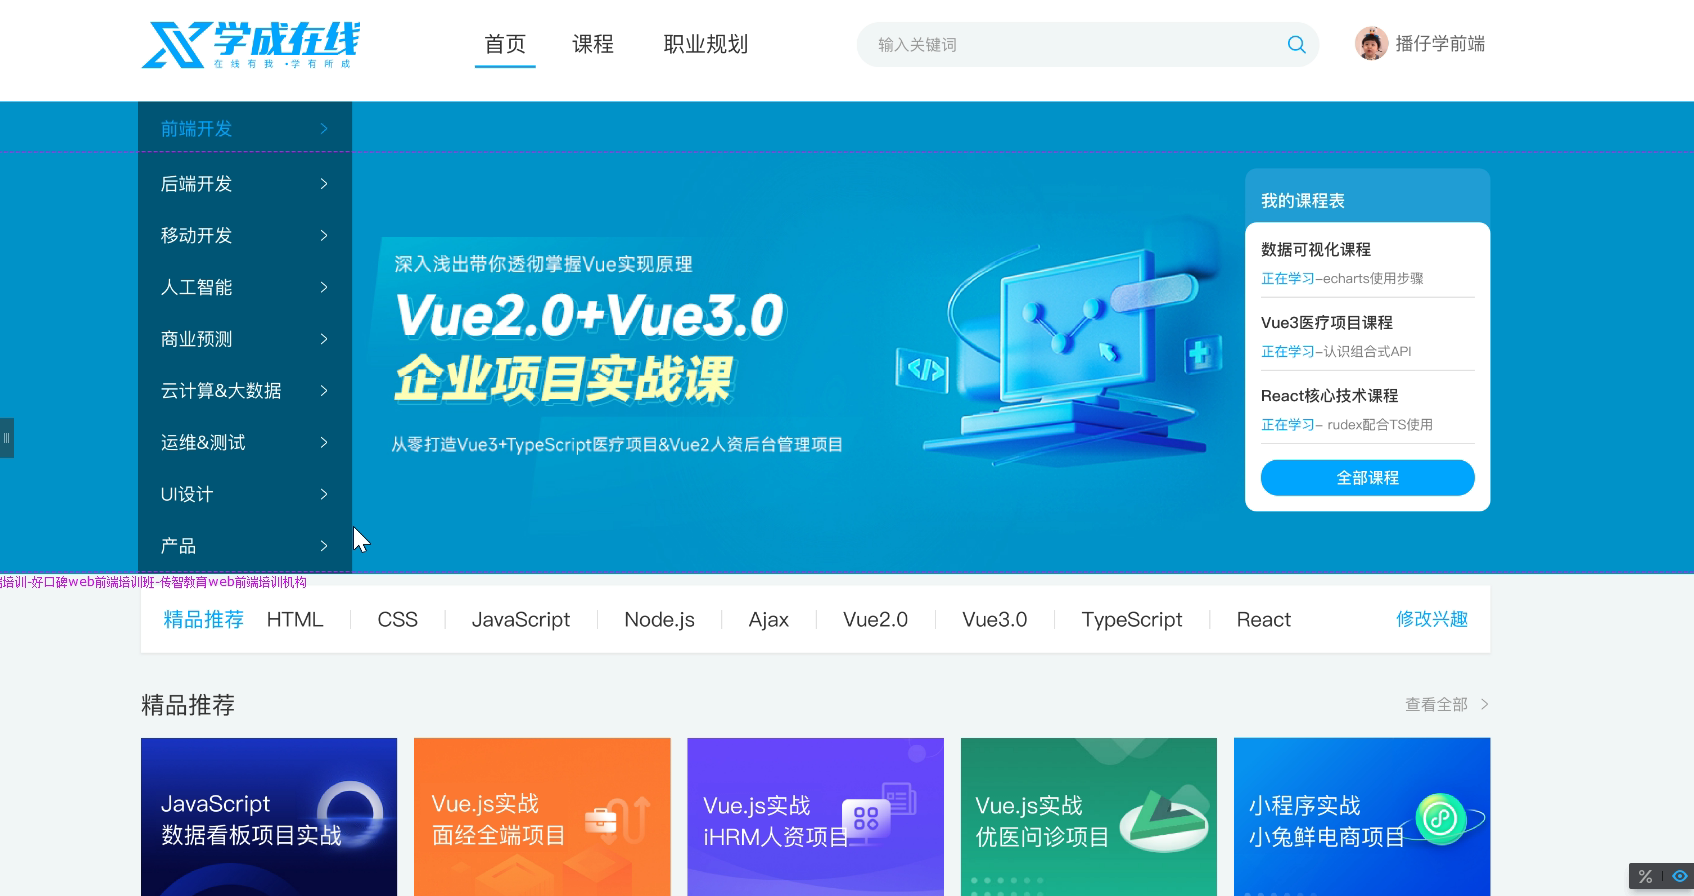 学成在线
在线有我·学有所成
首页
课程
职业规划
输入关键词
播仔学前端
前端开发
后端开发
移动开发
人工智能
商业预测
云计算&大数据
运维&测试
UI设计
产品
深入浅出带你透彻掌握Vue实现原理
Vue2.0+Vue3.0
企业项目实战课
从零打造Vue3+TypeScript医疗项目&Vue2人资后台管理项目
我的课程表
数据可视化课程
正在学习-echarts使用步骤
Vue3医疗项目课程
正在学习-认识组合式API
React核心技术课程
正在学习- rudex配合TS使用
全部课程
培训-好口碑web前端培训班-传智教育web前端培训机构
精品推荐
HTML
CSS
JavaScript
Node.js
Ajax
Vue2.0
Vue3.0
TypeScript
React
修改兴趣
精品推荐
查看全部
JavaScript
数据看板项目实战
Vue.js实战
面经全端项目
Vue.js实战
iHRM人资项目
Vue.js实战
优医问诊项目
小程序实战
小兔鲜电商项目